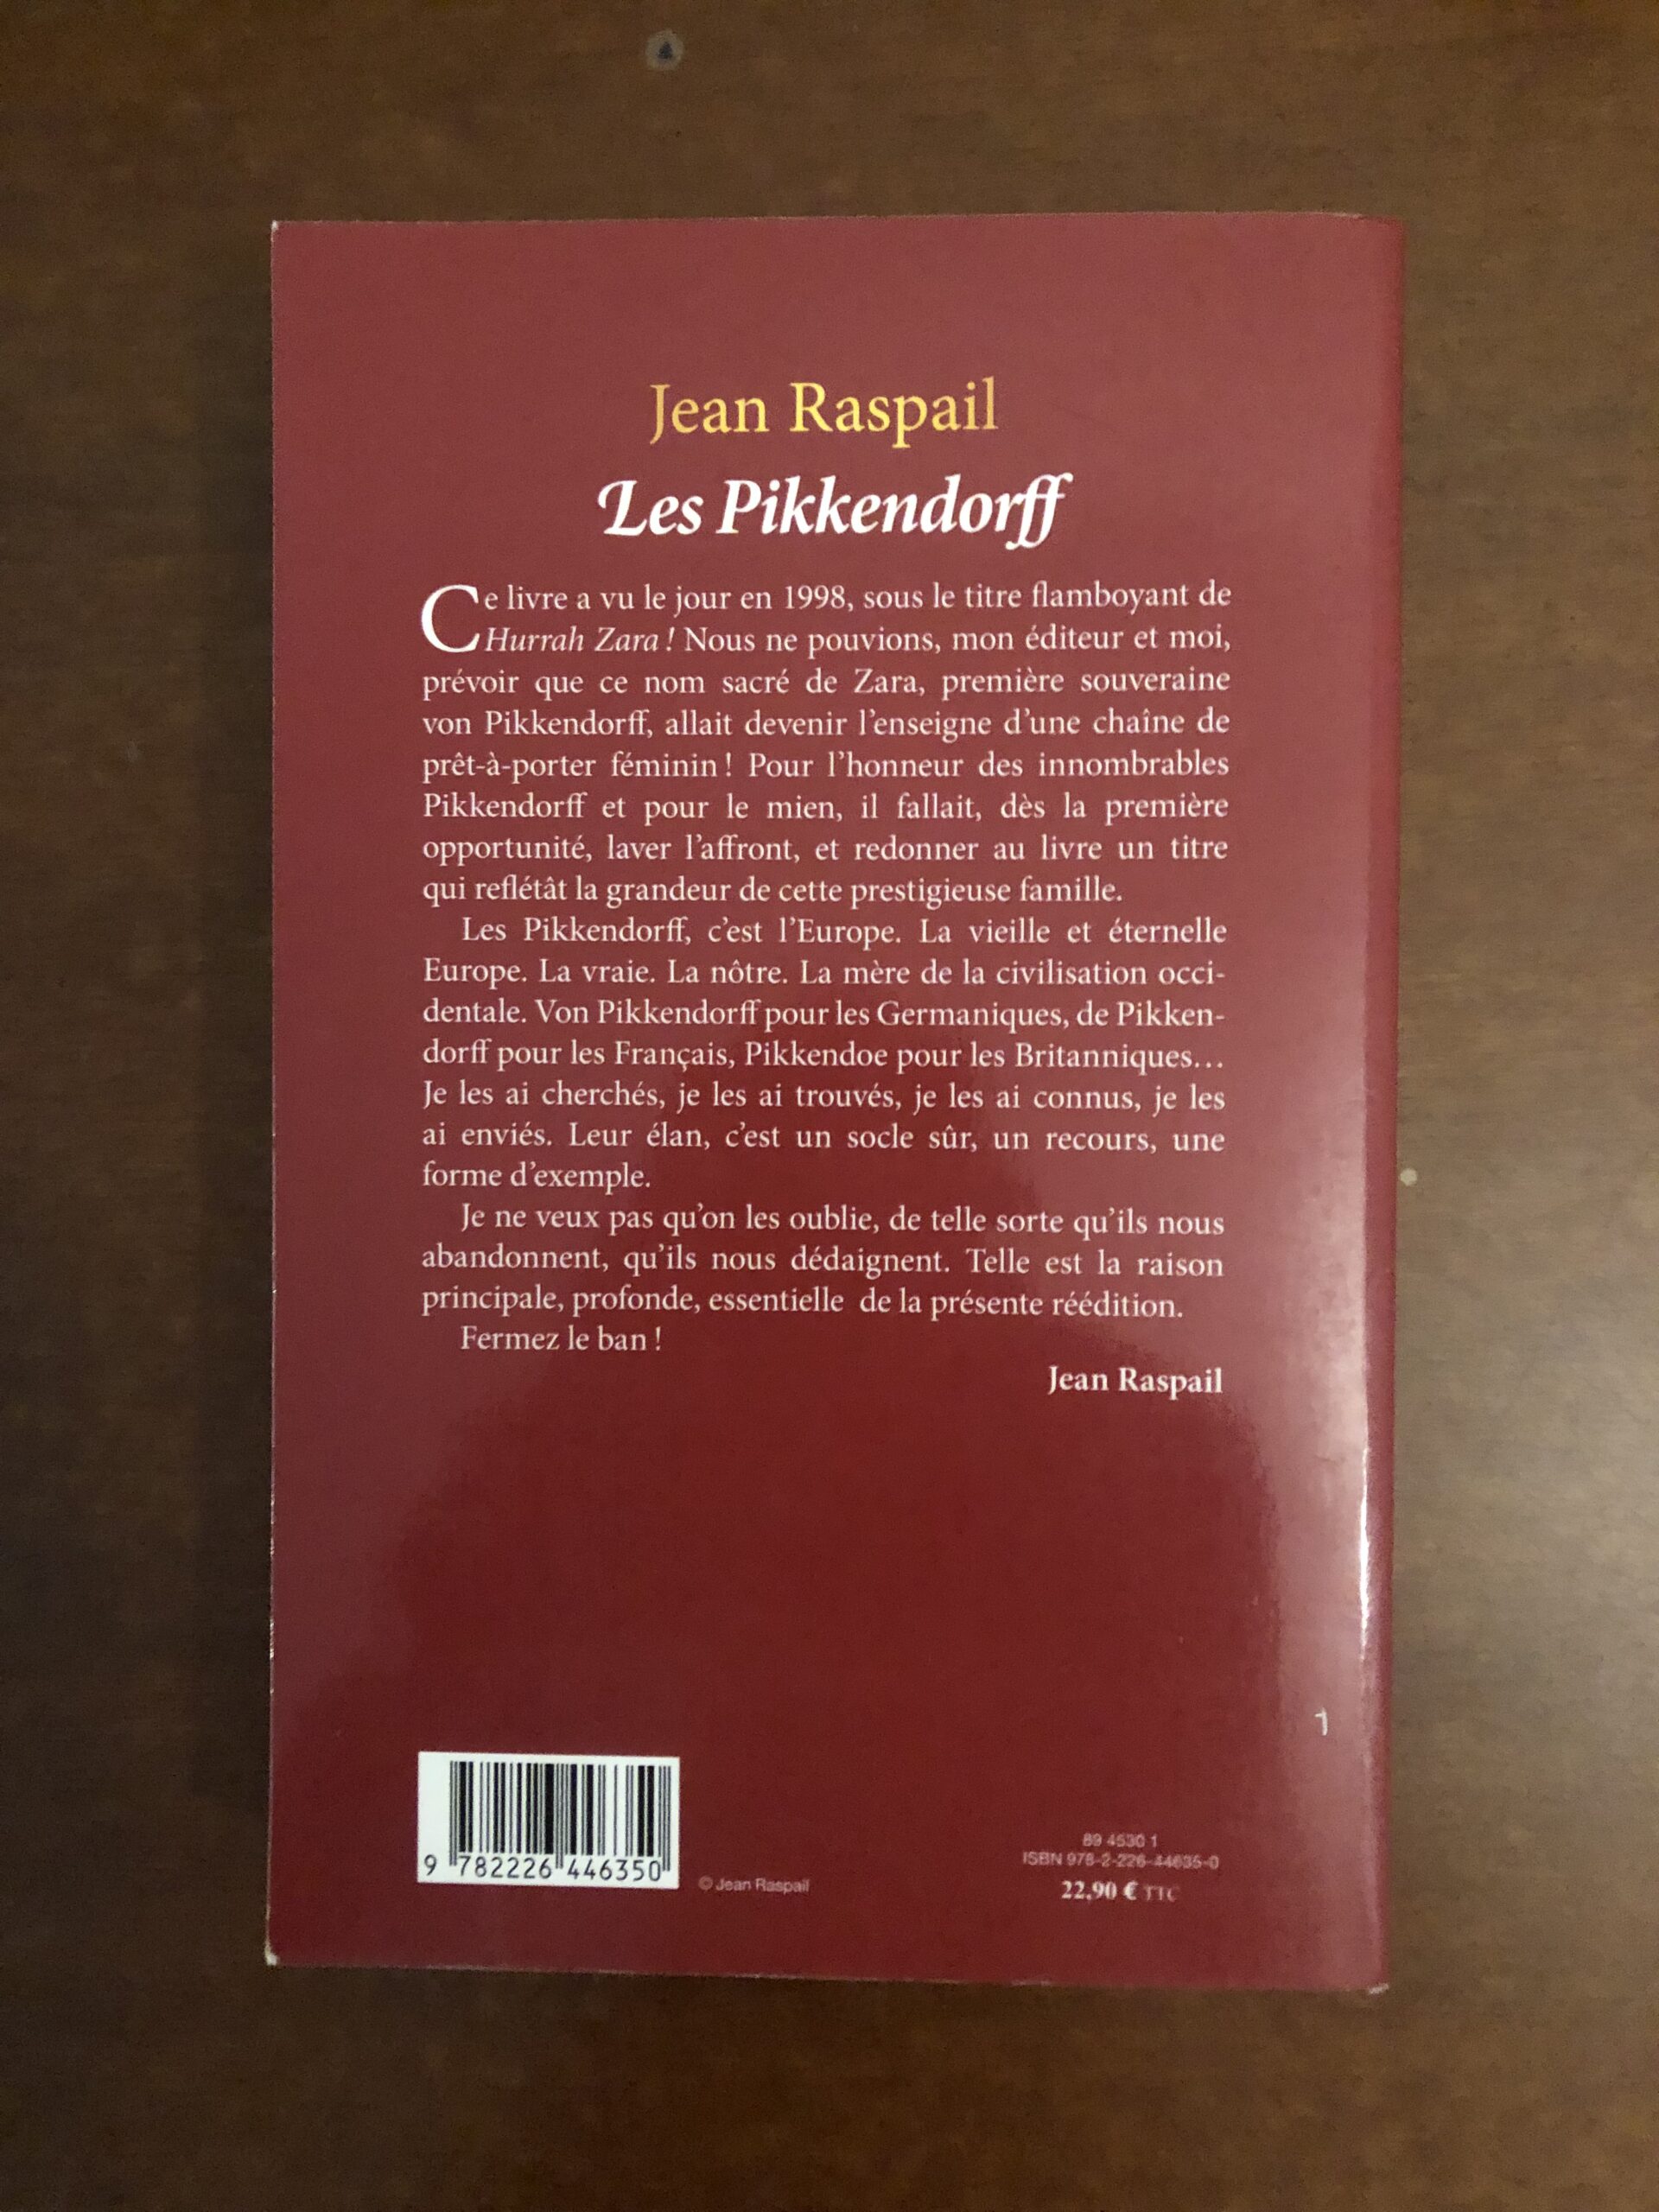 Jean Raspail
Les Pikkendorff
Ce livre a vu le jour en 1998, sous le titre flamboyant de
Hurrah Zara ! Nous ne pouvions, mon éditeur et moi,
prévoir que ce nom sacré de Zara, première souveraine
von Pikkendorff, allait devenir l'enseigne d'une chaîne de
prêt-à-porter féminin ! Pour l'honneur des innombrables
Pikkendorff et pour le mien, il fallait, dès la première
opportunité, laver l'affront, et redonner au livre un titre
qui reflétât la grandeur de cette prestigieuse famille.
Les Pikkendorff, c'est l'Europe. La vieille et éternelle
Europe. La vraie. La nôtre. La mère de la civilisation occi-
dentale. Von Pikkendorff pour les Germaniques, de Pikken-
dorff pour les Français, Pikkendoe pour les Britanniques…
Je les ai cherchés, je les ai trouvés, je les ai connus, je les
ai enviés. Leur élan, c'est un socle sûr, un recours, une
forme d'exemple.
Je ne veux pas qu'on les oublie, de telle sorte qu'ils nous
abandonnent, qu'ils nous dédaignent. Telle est la raison
principale, profonde, essentielle de la présente réédition.
Fermez le ban !
Jean Raspail
1
9 782226 446350
© Jean Raspail
89 4530 1
ISBN 978-2-226-44635-0
22,90 € TTC